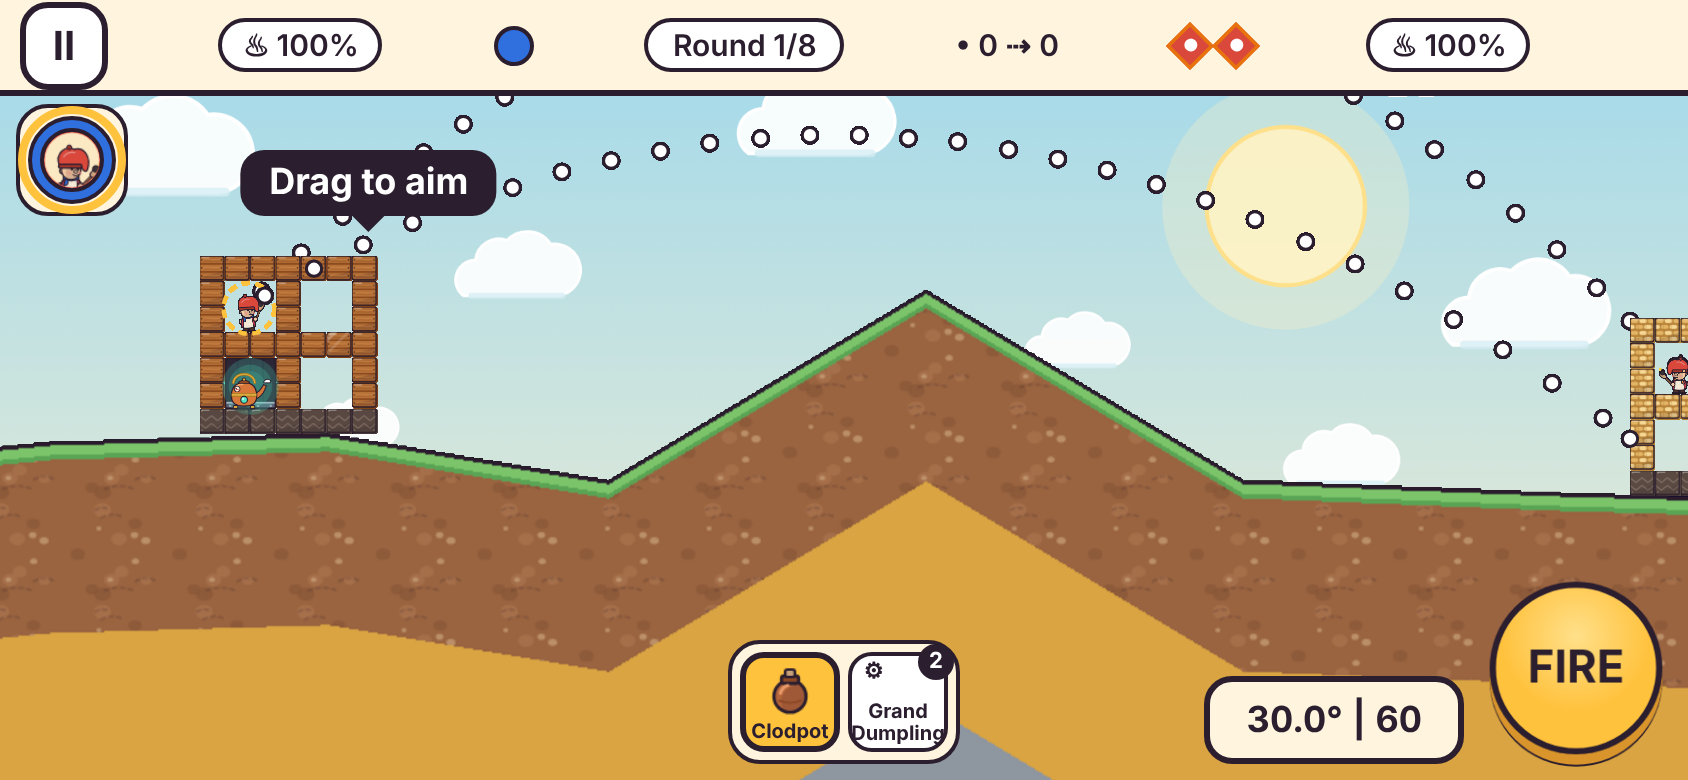 100%
Round 1/8
0 ⇢ 0
100%
Drag to aim
Clodpot
2
Grand
Dumpling
30.0° | 60
FIRE